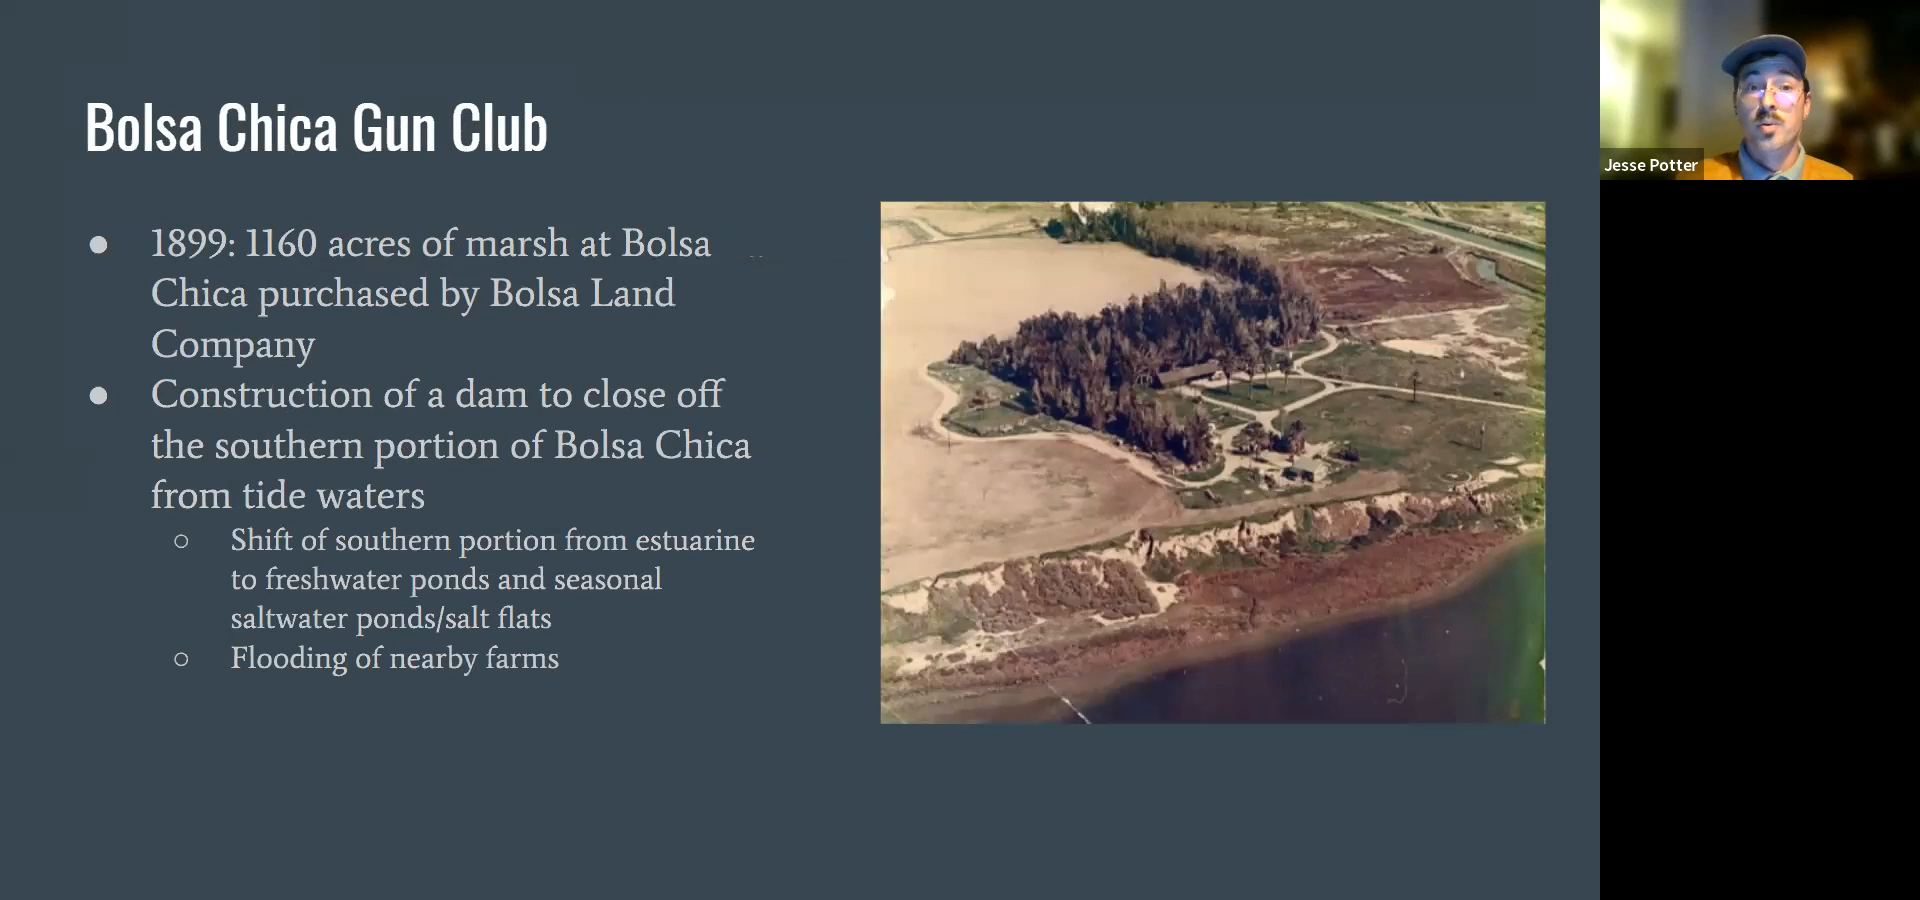 Bolsa Chica Gun Club
● 1899: 1160 acres of marsh at Bolsa
Chica purchased by Bolsa Land
Company
● Construction of a dam to close off
the southern portion of Bolsa Chica
from tide waters
○ Shift of southern portion from estuarine
to freshwater ponds and seasonal
saltwater ponds/salt flats
○ Flooding of nearby farms
Jesse Potter